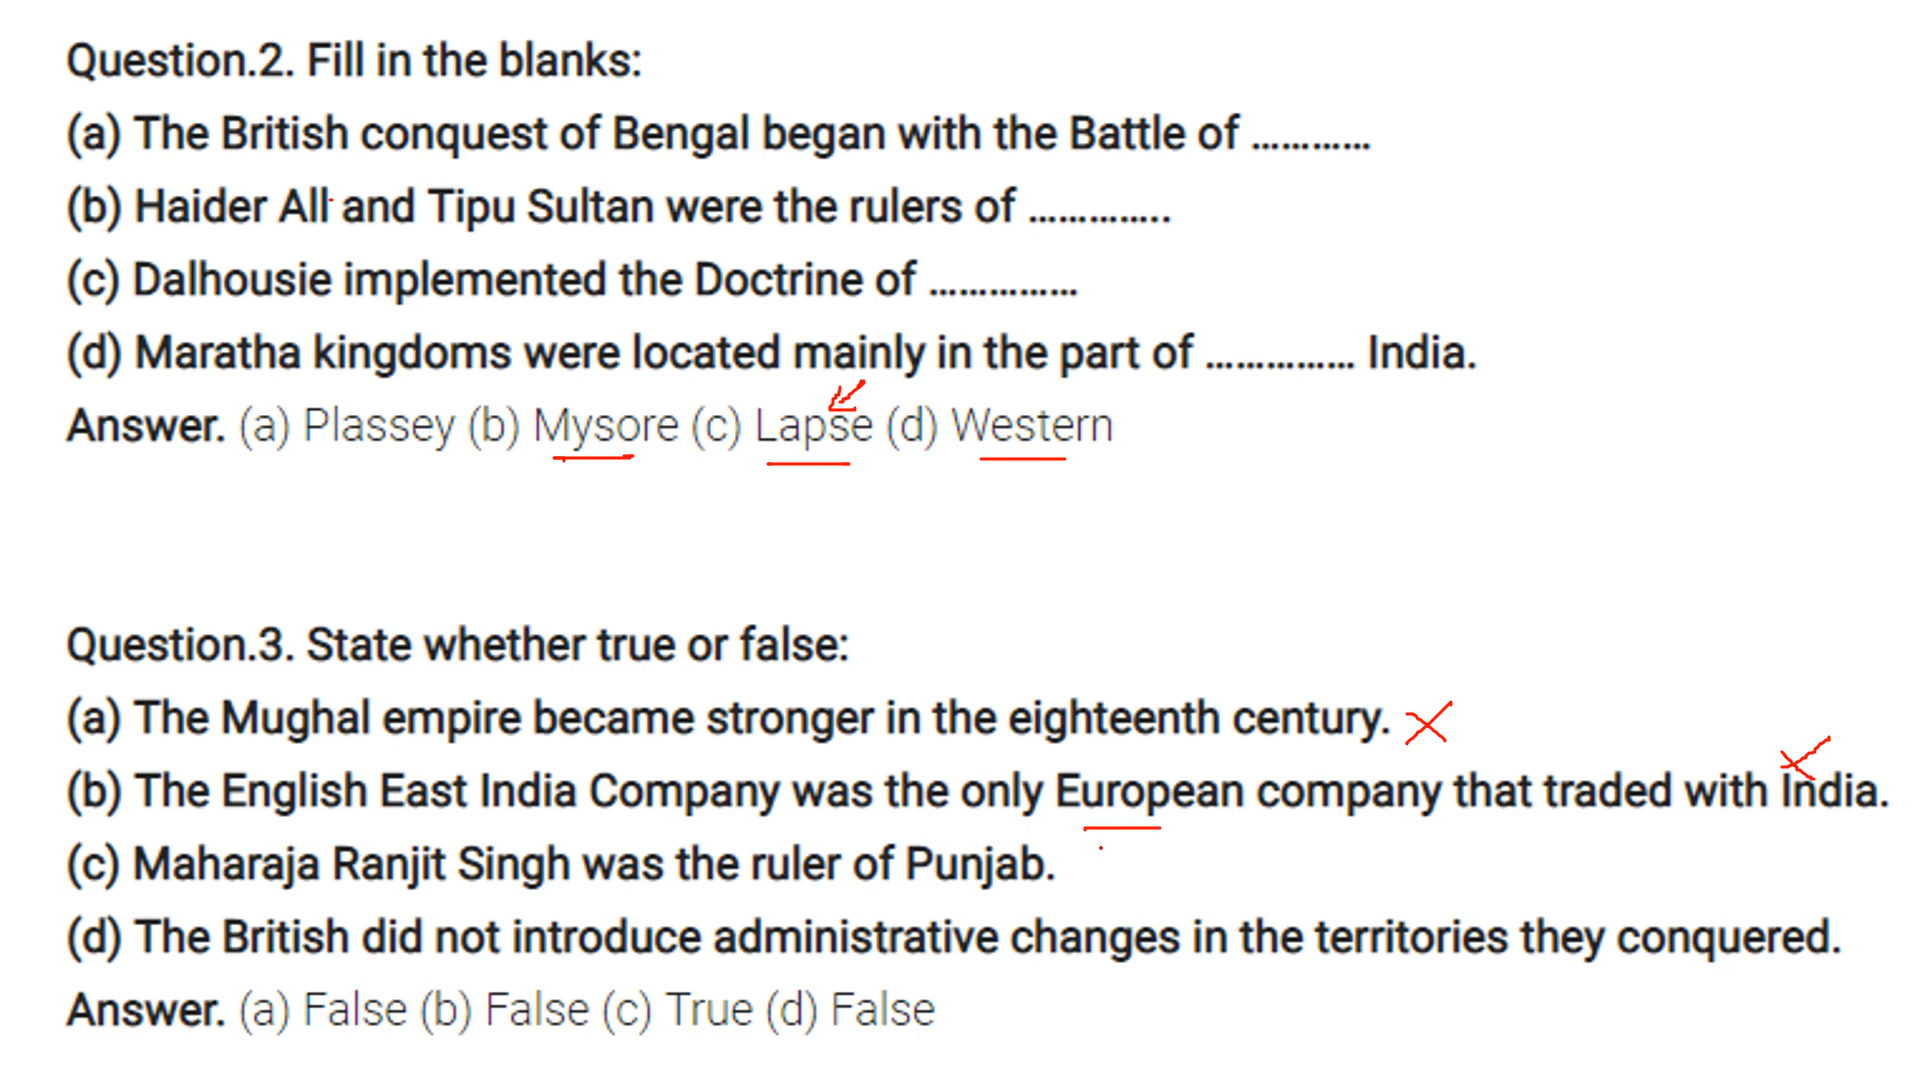 Question.2. Fill in the blanks:
(a) The British conquest of Bengal began with the Battle of …………
(b) Haider All and Tipu Sultan were the rulers of …………..
(c) Dalhousie implemented the Doctrine of ……………
(d) Maratha kingdoms were located mainly in the part of …………… India.
Answer. (a) Plassey (b) Mysore (c) Lapse (d) Western
Question.3. State whether true or false:
(a) The Mughal empire became stronger in the eighteenth century.
(b) The English East India Company was the only European company that traded with India.
(c) Maharaja Ranjit Singh was the ruler of Punjab.
(d) The British did not introduce administrative changes in the territories they conquered.
Answer. (a) False (b) False (c) True (d) False